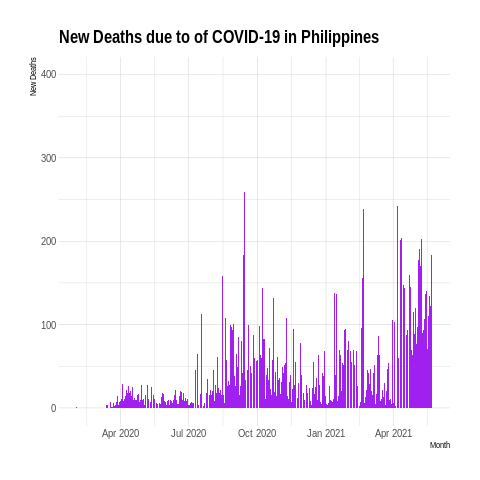 New Deaths due to of COVID-19 in Philippines
New Deaths
400
300
200
100
0
Apr 2020 Jul 2020 Oct 2020 Jan 2021 Apr 2021
Month